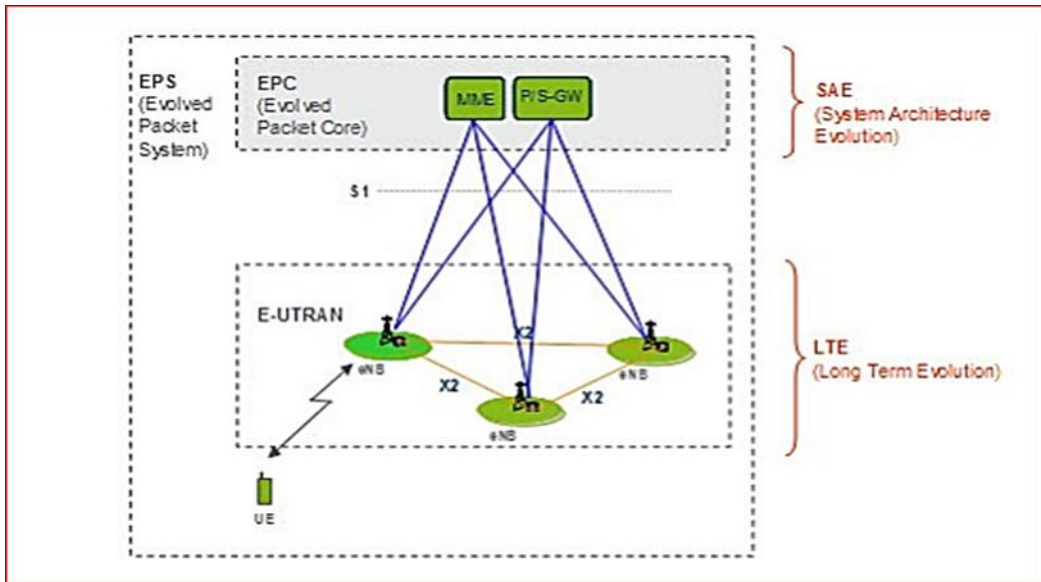 EPS
(Evolved
Packet
System)
EPC
(Evolved
Packet Core)
MME
P/S-GW
SAE
(System Architecture
Evolution)
S1
E-UTRAN
X2
eNB
X2
X2
eNB
eNB
LTE
(Long Term Evolution)
UE